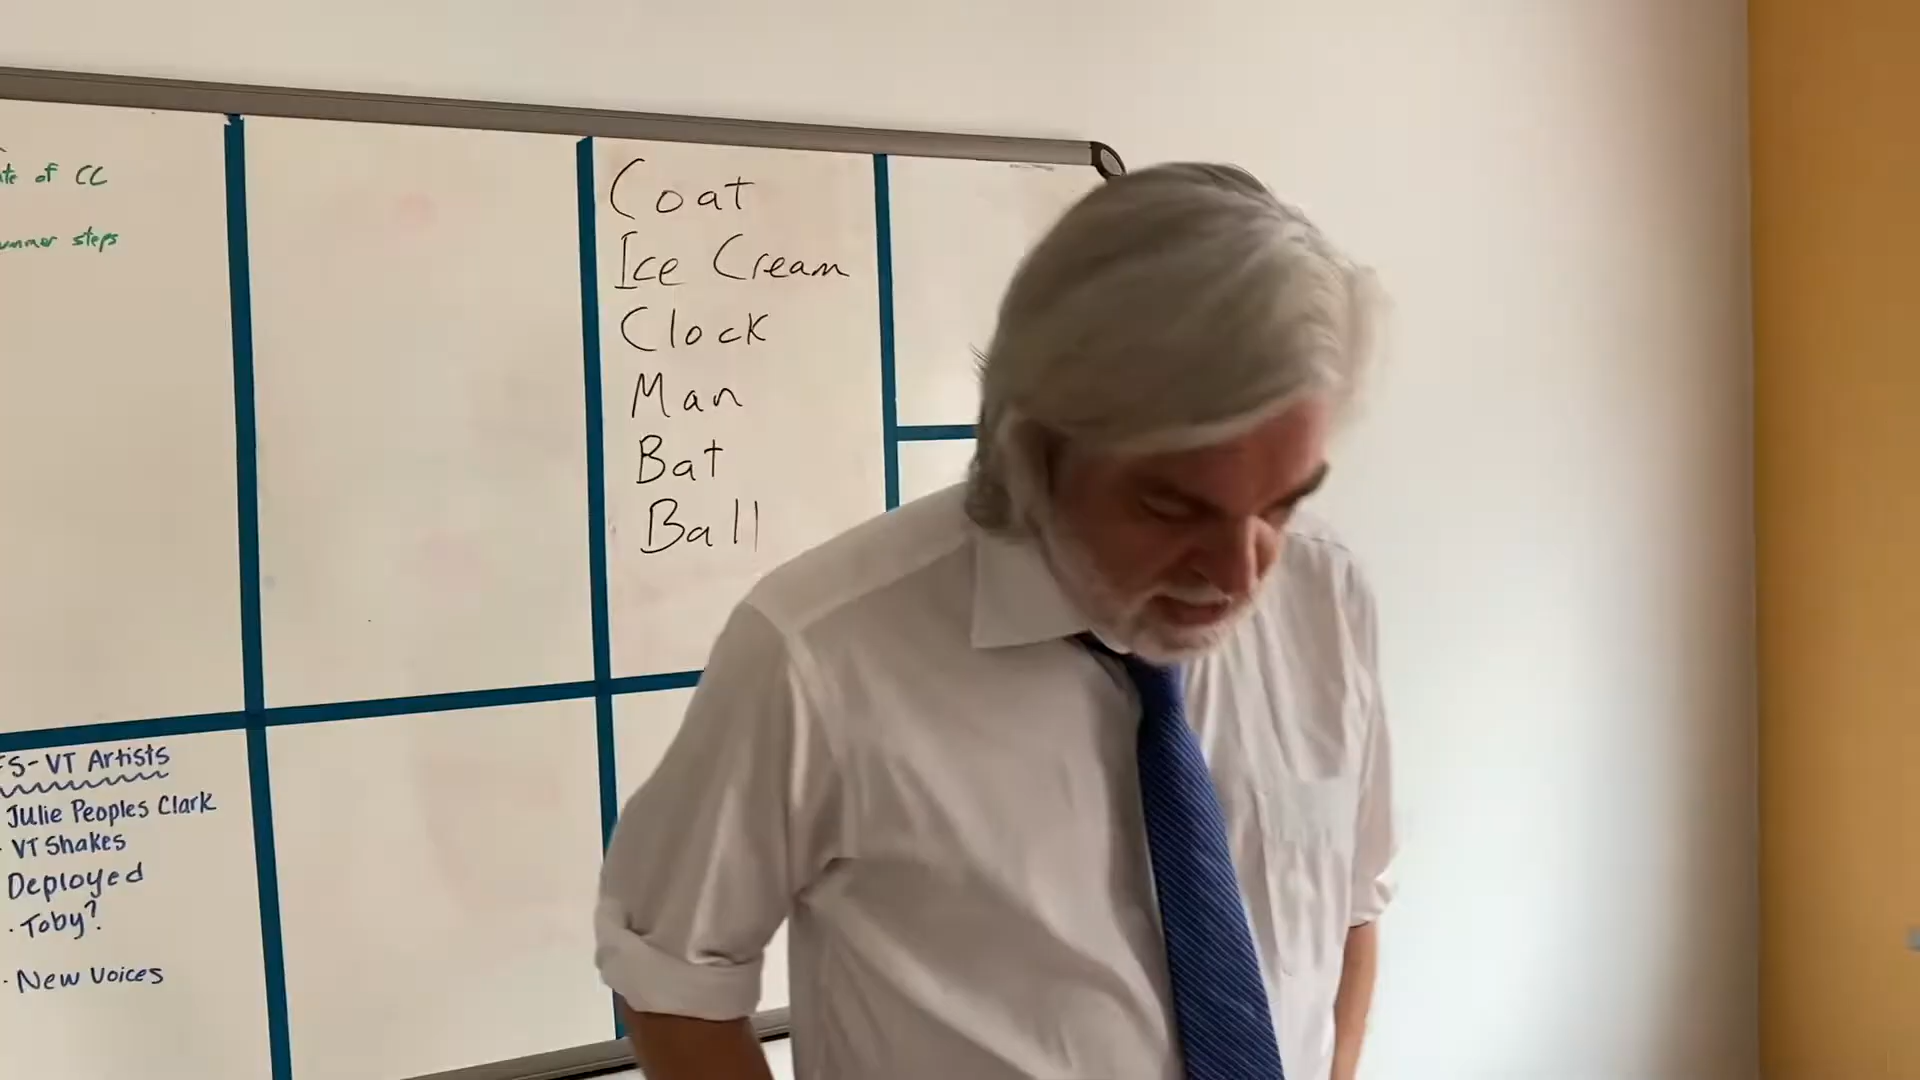 of CC
steps
Coat
Ice Cream
Clock
Man
Bat
Ball
FS-VT Artists
Julie Peoples Clark
· VT Shakes
Deployed
· Toby?
· New Voices